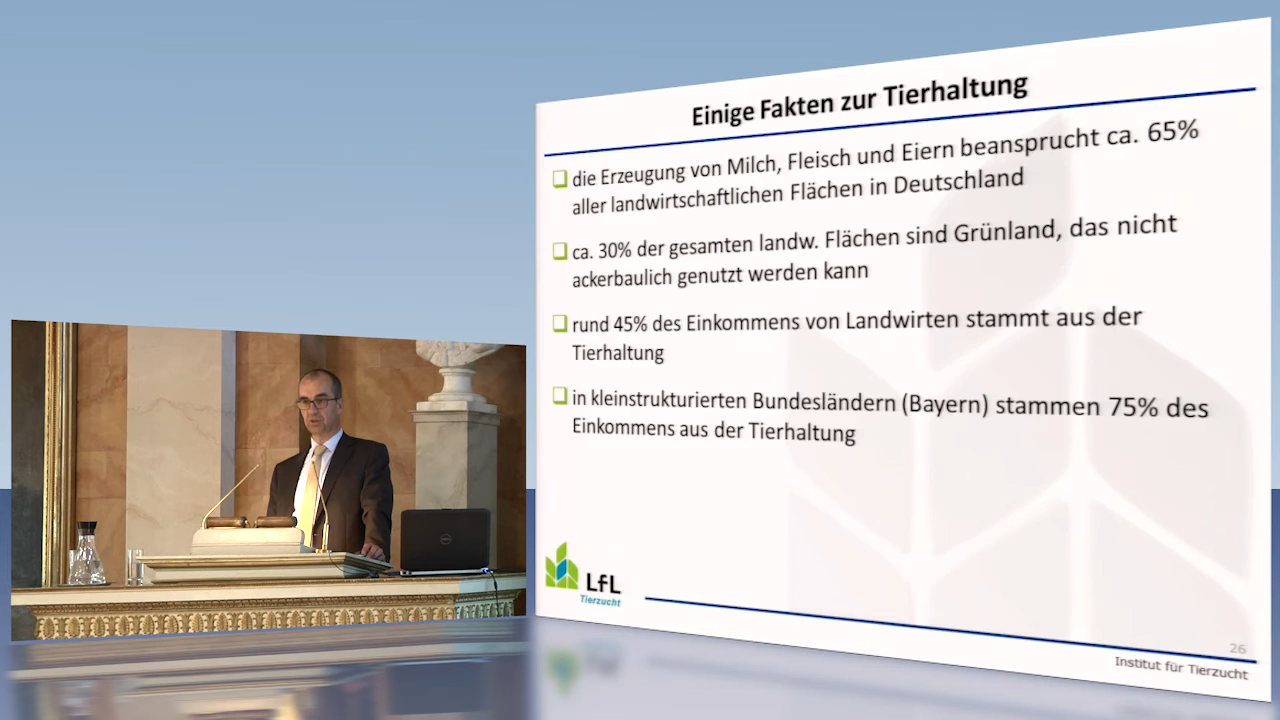 Einige Fakten zur Tierhaltung
die Erzeugung von Milch, Fleisch und Eiern beansprucht ca. 65%
aller landwirtschaftlichen Flächen in Deutschland
ca. 30% der gesamten landw. Flächen sind Grünland, das nicht
ackerbaulich genutzt werden kann
rund 45% des Einkommens von Landwirten stammt aus der
Tierhaltung
in kleinstrukturierten Bundesländern (Bayern) stammen 75% des
Einkommens aus der Tierhaltung
LfL
Tierzucht
26
Institut für Tierzucht
DELL